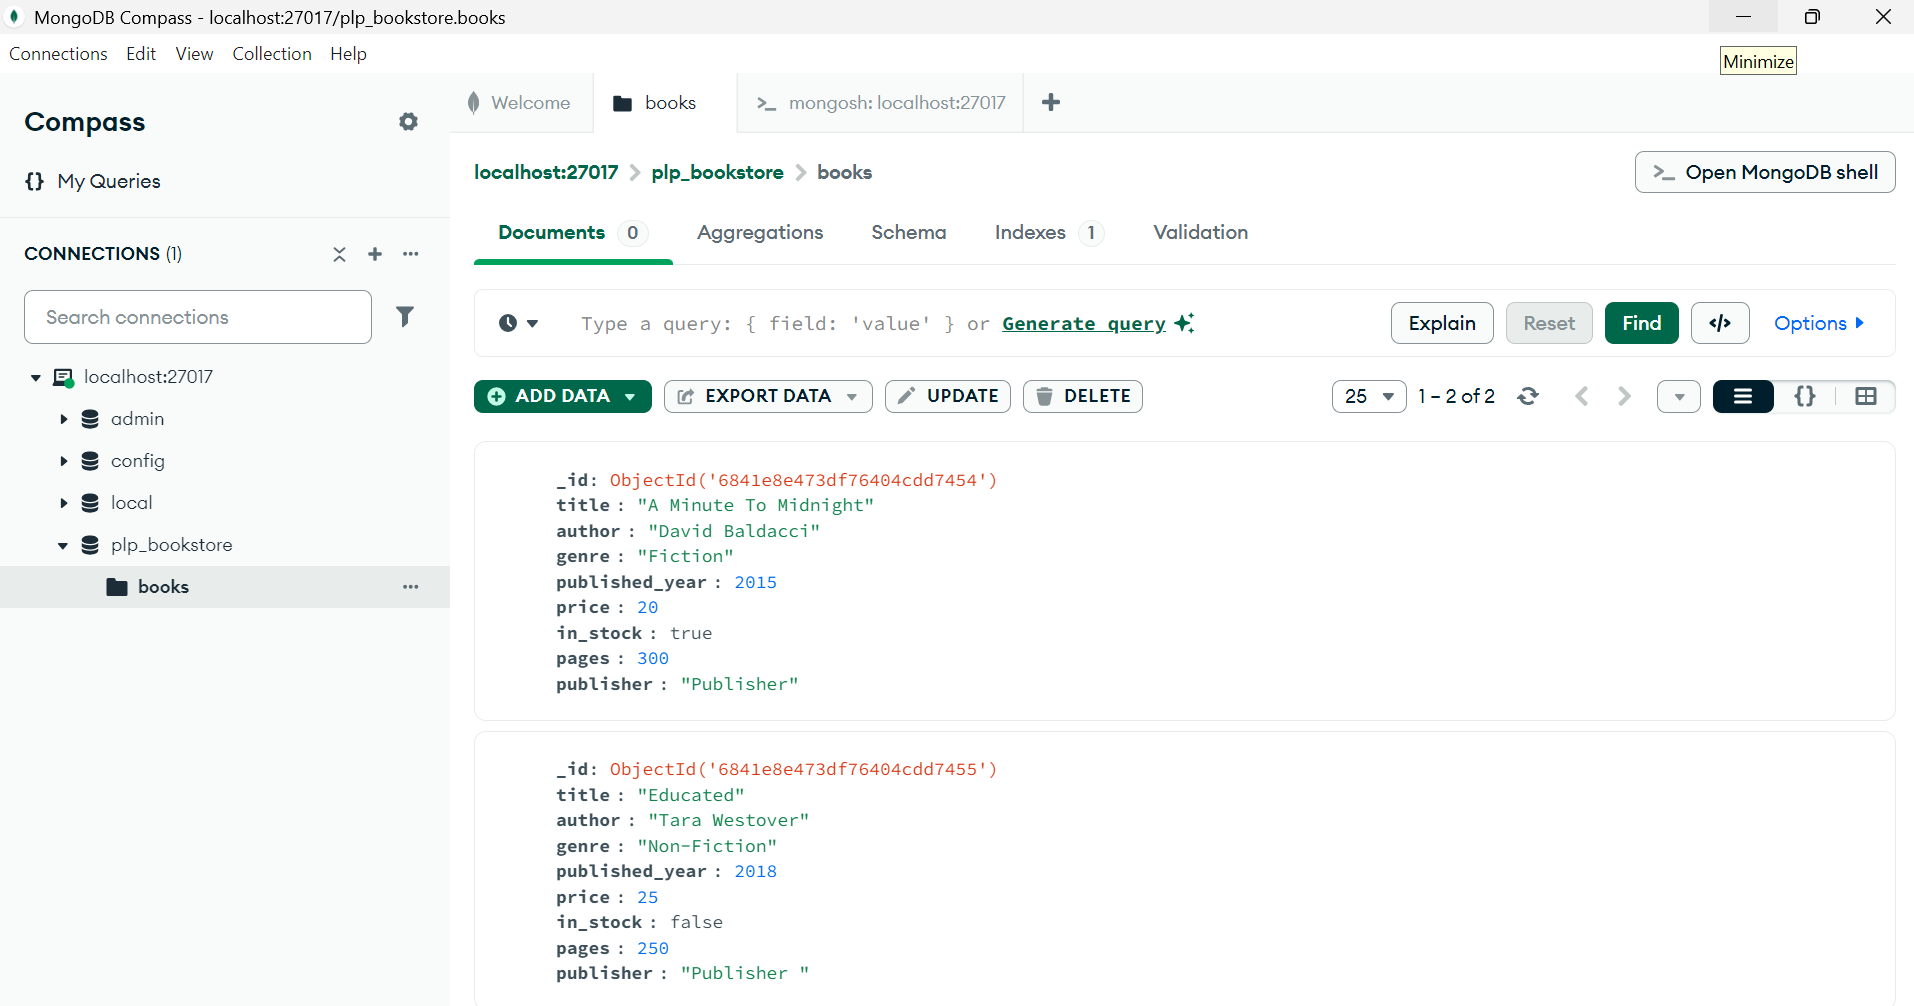 MongoDB Compass - localhost:27017/plp_bookstore.books
Connections Edit View Collection Help
Minimize
Compass
My Queries
CONNECTIONS (1)
Search connections
localhost:27017
admin
config
local
plp_bookstore
books
Welcome
books
mongosh: localhost:27017
localhost:27017 > plp_bookstore > books
>_ Open MongoDB shell
Documents 0 Aggregations Schema Indexes 1 Validation
Type a query: { field: 'value' } or Generate query
Explain Reset Find </> Options
ADD DATA EXPORT DATA UPDATE DELETE
25 1 – 2 of 2 {}
_id: ObjectId('6841e8e473df76404cdd7454')
title : "A Minute To Midnight"
author : "David Baldacci"
genre : "Fiction"
published_year : 2015
price : 20
in_stock : true
pages : 300
publisher : "Publisher"
_id: ObjectId('6841e8e473df76404cdd7455')
title : "Educated"
author : "Tara Westover"
genre : "Non-Fiction"
published_year : 2018
price : 25
in_stock : false
pages : 250
publisher : "Publisher "